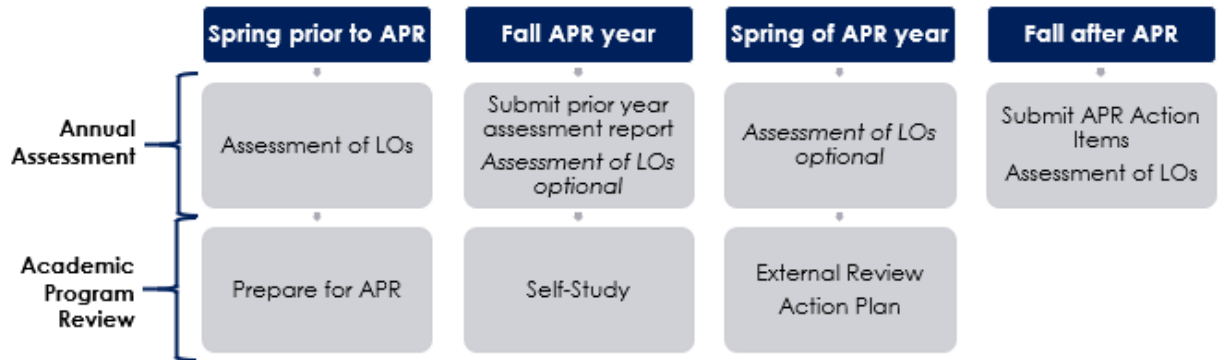 Spring prior to APR
Fall APR year
Spring of APR year
Fall after APR
Annual
Assessment
Assessment of LOs
Submit prior year
assessment report
Assessment of LOs
optional
Assessment of LOs
optional
Submit APR Action
Items
Assessment of LOs
Academic
Program
Review
Prepare for APR
Self-Study
External Review
Action Plan